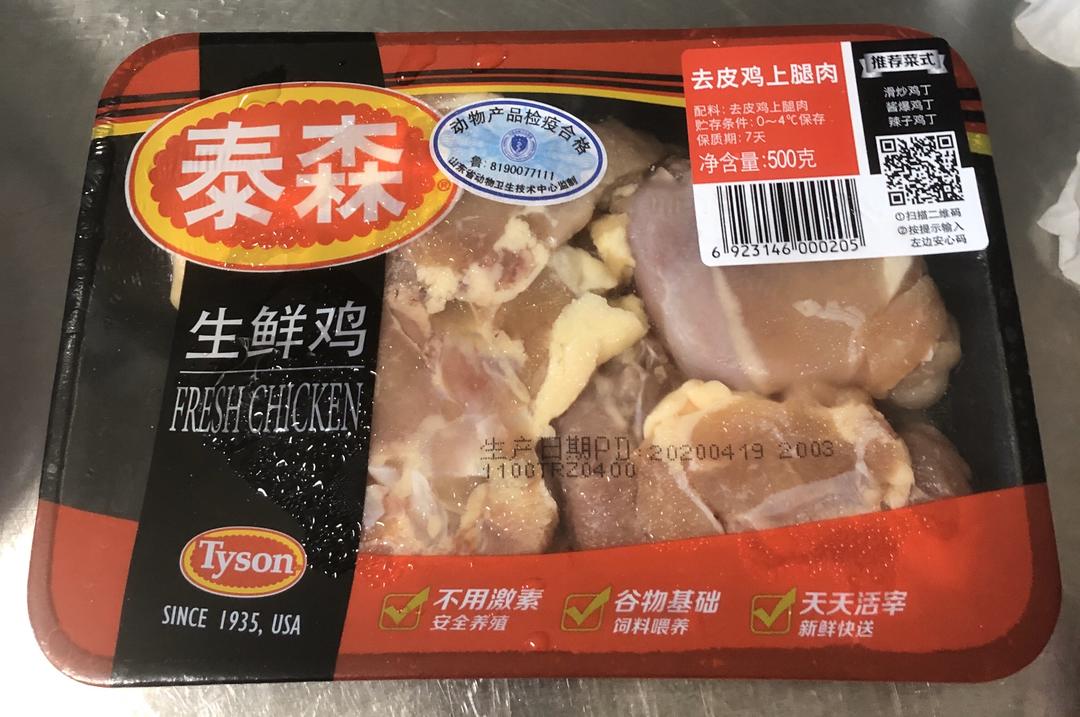 泰森®
生鲜鸡
FRESH CHICKEN
Tyson
SINCE 1935, USA
动物产品检疫合格
鲁: 8190077111
山东省动物卫生技术中心监制
去皮鸡上腿肉
配料: 去皮鸡上腿肉
贮存条件: 0～4℃保存
保质期: 7天
净含量:500克
6 923146 000205
推荐菜式
滑炒鸡丁
酱爆鸡丁
辣子鸡丁
①扫描二维码
②按提示输入
左边安心码
生产日期PD: 20200419 2003
1100TRZ0400
不用激素
安全养殖
谷物基础
饲料喂养
天天活宰
新鲜快送